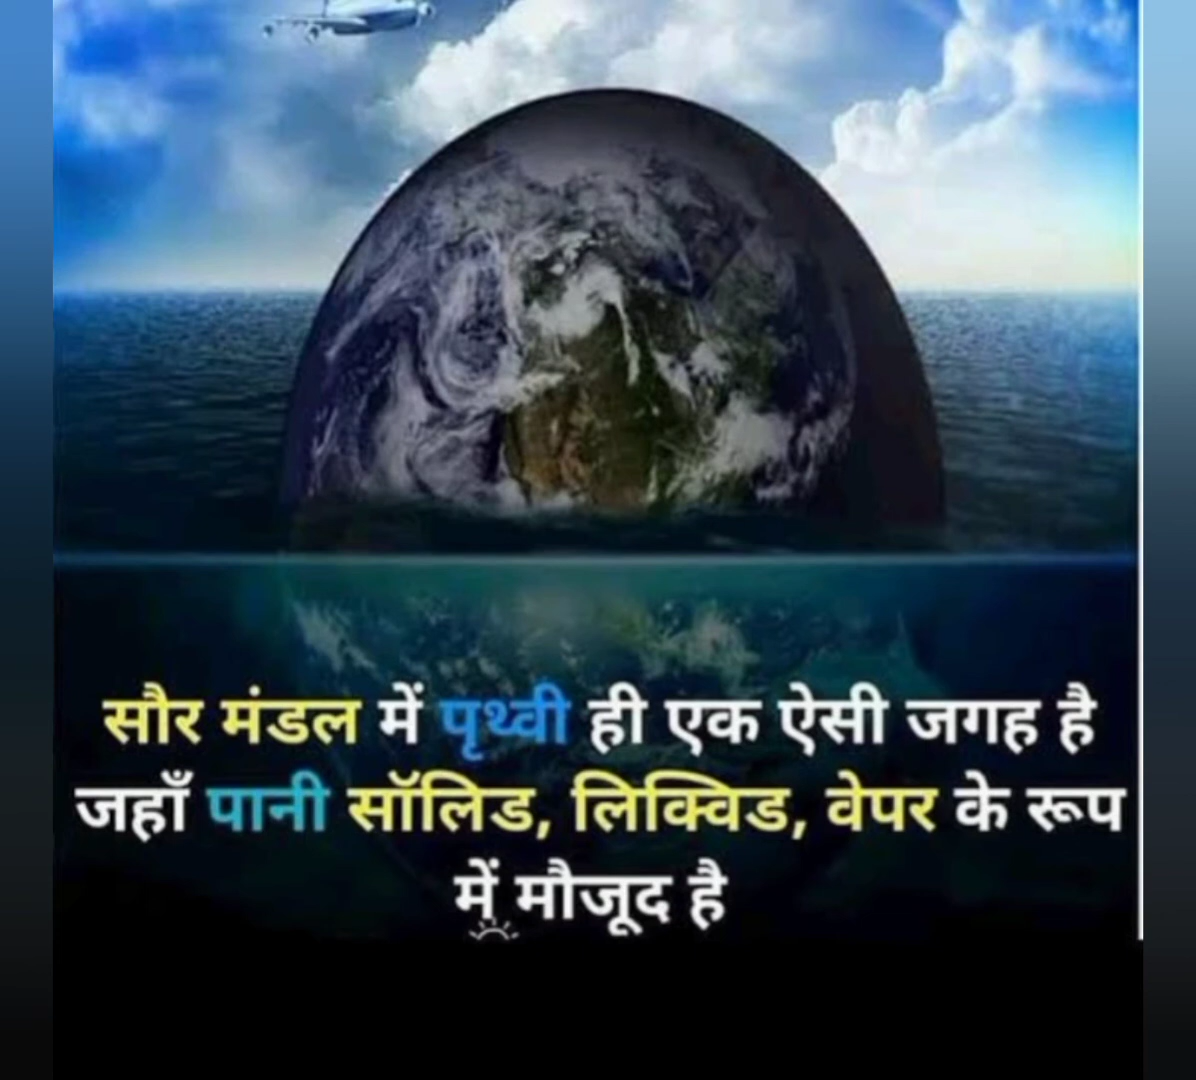 सौर मंडल में पृथ्वी ही एक ऐसी जगह है
जहाँ पानी सॉलिड, लिक्विड, वेपर के रूप
में मौजूद है